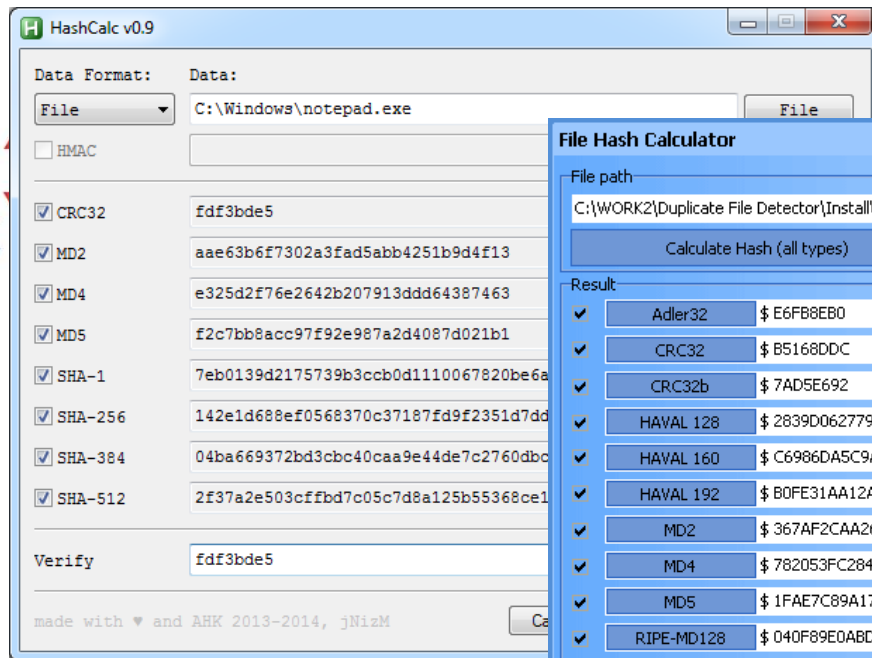 HashCalc v0.9
Data Format: Data:
File C:\Windows\notepad.exe File
HMAC
CRC32 fdf3bde5
MD2 aae63b6f7302a3fad5abb4251b9d4f13
MD4 e325d2f76e2642b207913ddd64387463
MD5 f2c7bb8acc97f92e987a2d4087d021b1
SHA-1 7eb0139d2175739b3ccb0d1110067820be6a
SHA-256 142e1d688ef0568370c37187fd9f2351d7dd
SHA-384 04ba669372bd3cbc40caa9e44de7c2760dbc
SHA-512 2f37a2e503cffbd7c05c7d8a125b55368ce1
Verify fdf3bde5
made with ♥ and AHK 2013-2014, jNizM Ca
File Hash Calculator
File path
C:\WORK2\Duplicate File Detector\Install\
Calculate Hash (all types)
Result
Adler32 $ E6FB8EB0
CRC32 $ B5168DDC
CRC32b $ 7AD5E692
HAVAL 128 $ 2839D062779
HAVAL 160 $ C6986DA5C9
HAVAL 192 $ B0FE31AA12A
MD2 $ 367AF2CAA2
MD4 $ 782053FC284
MD5 $ 1FAE7C89A17
RIPE-MD128 $ 040F89E0ABD